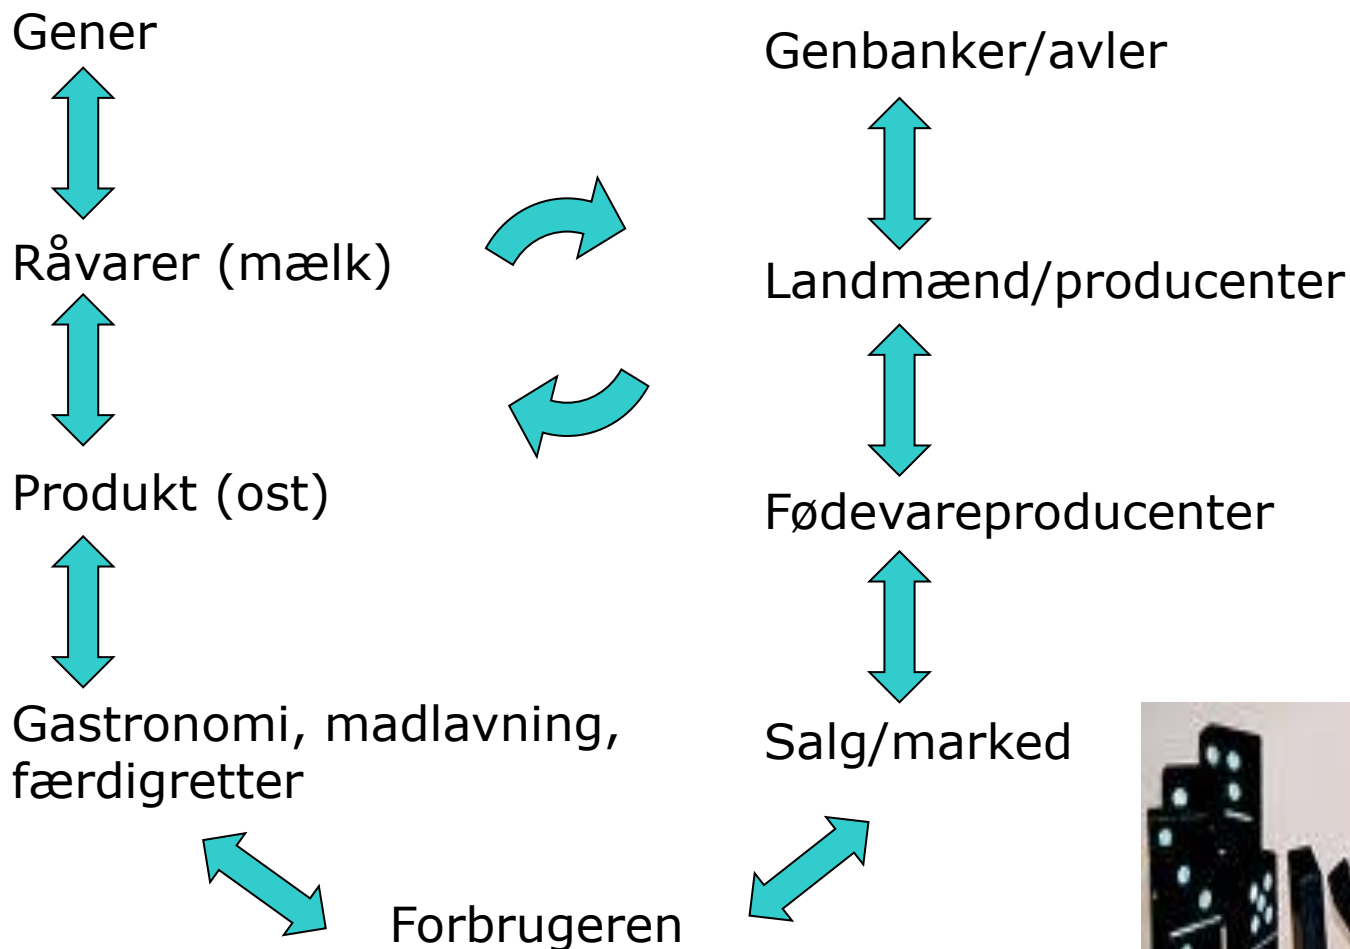 Gener
Råvarer (mælk)
Produkt (ost)
Gastronomi, madlavning,
færdigretter
Genbanker/avler
Landmænd/producenter
Fødevareproducenter
Salg/marked
Forbrugeren